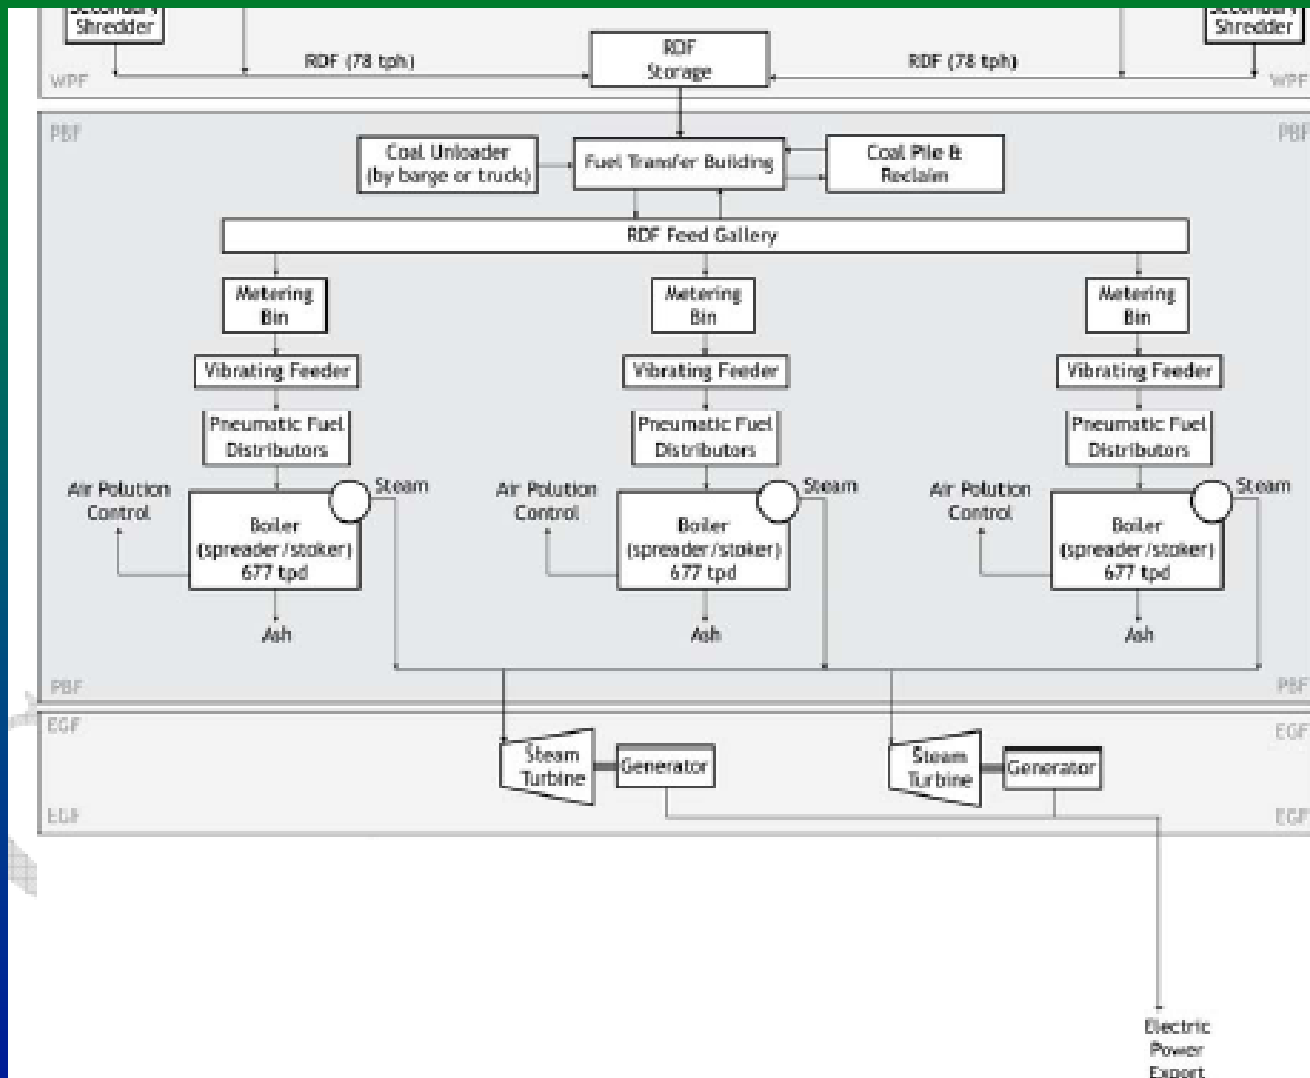 Secondary
Shredder
Secondary
Shredder
RDF (78 tph)
RDF
Storage
RDF (78 tph)
WPF
WPF
PBF
PBF
Coal Unloader
(by barge or truck)
Fuel Transfer Building
Coal Pile &
Reclaim
RDF Feed Gallery
Metering
Bin
Metering
Bin
Metering
Bin
Vibrating Feeder
Vibrating Feeder
Vibrating Feeder
Pneumatic Fuel
Distributors
Pneumatic Fuel
Distributors
Pneumatic Fuel
Distributors
Air Polution
Control
Steam
Air Polution
Control
Steam
Air Polution
Control
Steam
Boiler
(spreader/stoker)
677 tpd
Boiler
(spreader/stoker)
677 tpd
Boiler
(spreader/stoker)
677 tpd
Ash
Ash
Ash
PBF
PBF
EGF
EGF
Steam
Turbine
Generator
Steam
Turbine
Generator
EGF
EGF
Electric
Power
Export